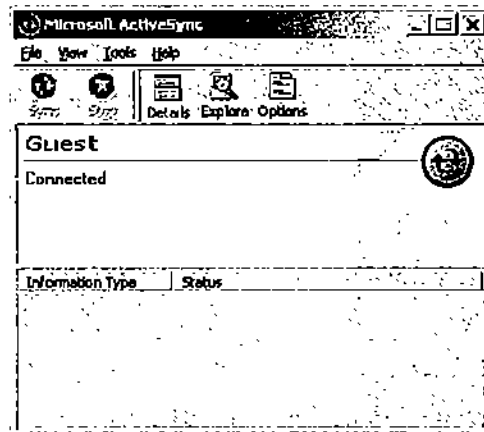 Microsoft ActiveSync
File View Tools Help
Sync Stop Details Explore Options
Guest
Connected
Information Type Status